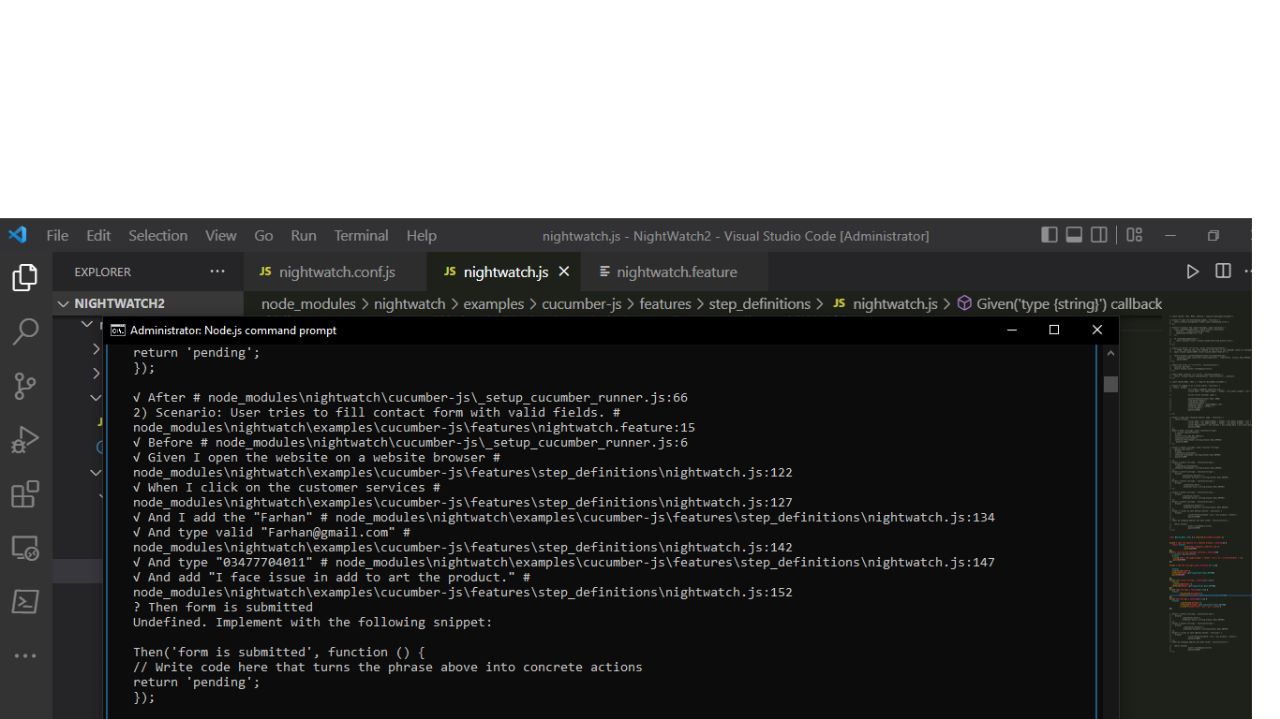 File Edit Selection View Go Run Terminal Help nightwatch.js - NightWatch2 - Visual Studio Code [Administrator]
EXPLORER ··· JS nightwatch.conf.js JS nightwatch.js × nightwatch.feature
NIGHTWATCH2 node_modules > nightwatch > examples > cucumber-js > features > step_definitions > JS nightwatch.js > Given('type {string}') callback
Administrator: Node.js command prompt
return 'pending';
});
√ After # node_modules\nightwatch\cucumber-js\_setup_cucumber_runner.js:66
2) Scenario: User tries to fill contact form with valid fields. #
node_modules\nightwatch\examples\cucumber-js\features\nightwatch.feature:15
√ Before # node_modules\nightwatch\cucumber-js\_setup_cucumber_runner.js:6
√ Given I open the website on a website browser #
node_modules\nightwatch\examples\cucumber-js\features\step_definitions\nightwatch.js:122
√ When I click on the customer services #
node_modules\nightwatch\examples\cucumber-js\features\step_definitions\nightwatch.js:127
√ And I add the "Farhan" # node_modules\nightwatch\examples\cucumber-js\features\step_definitions\nightwatch.js:134
√ And type valid "Farhan@gmail.com" #
node_modules\nightwatch\examples\cucumber-js\features\step_definitions\nightwatch.js:142
√ And type "03477704011" # node_modules\nightwatch\examples\cucumber-js\features\step_definitions\nightwatch.js:147
√ And add "I face issue in add to art the product." #
node_modules\nightwatch\examples\cucumber-js\features\step_definitions\nightwatch.js:152
? Then form is submitted
Undefined. Implement with the following snippet:
Then('form is submitted', function () {
// Write code here that turns the phrase above into concrete actions
return 'pending';
});